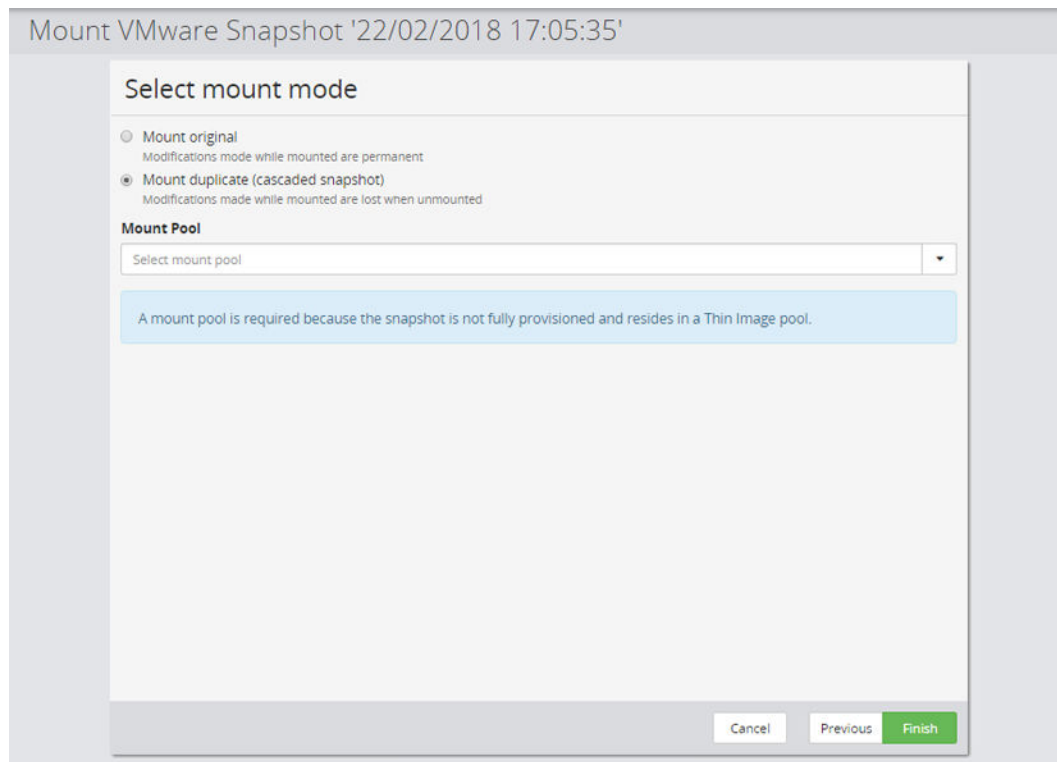 Mount VMware Snapshot '22/02/2018 17:05:35'
Select mount mode
Mount original
Modifications mode while mounted are permanent
Mount duplicate (cascaded snapshot)
Modifications made while mounted are lost when unmounted
Mount Pool
Select mount pool
A mount pool is required because the snapshot is not fully provisioned and resides in a Thin Image pool.
Cancel
Previous
Finish